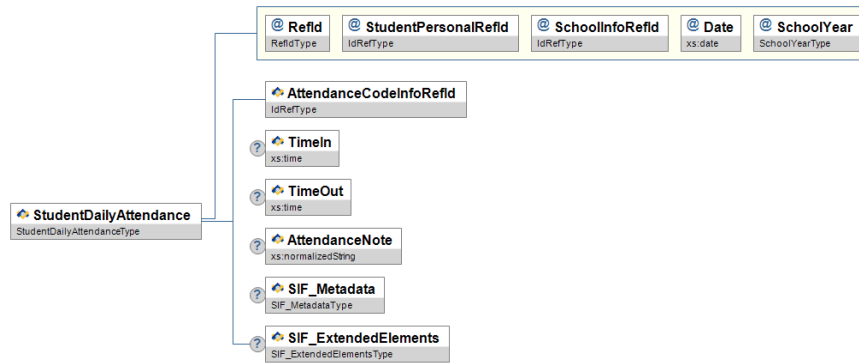 @ RefId
RefIdType
@ StudentPersonalRefId
IdRefType
@ SchoolInfoRefId
IdRefType
@ Date
xs:date
@ SchoolYear
SchoolYearType
AttendanceCodeInfoRefId
IdRefType
? TimeIn
xs:time
? TimeOut
xs:time
StudentDailyAttendance
StudentDailyAttendanceType
? AttendanceNote
xs:normalizedString
? SIF_Metadata
SIF_MetadataType
? SIF_ExtendedElements
SIF_ExtendedElementsType